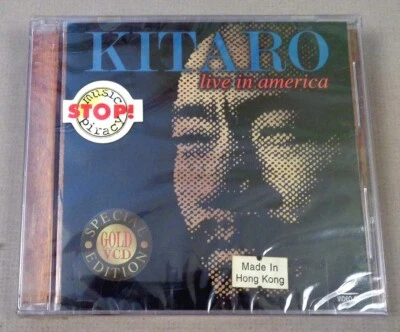 KITARO
live in america
music
STOP!
piracy
SPECIAL
GOLD
VCD
EDITION
Made In
Hong Kong